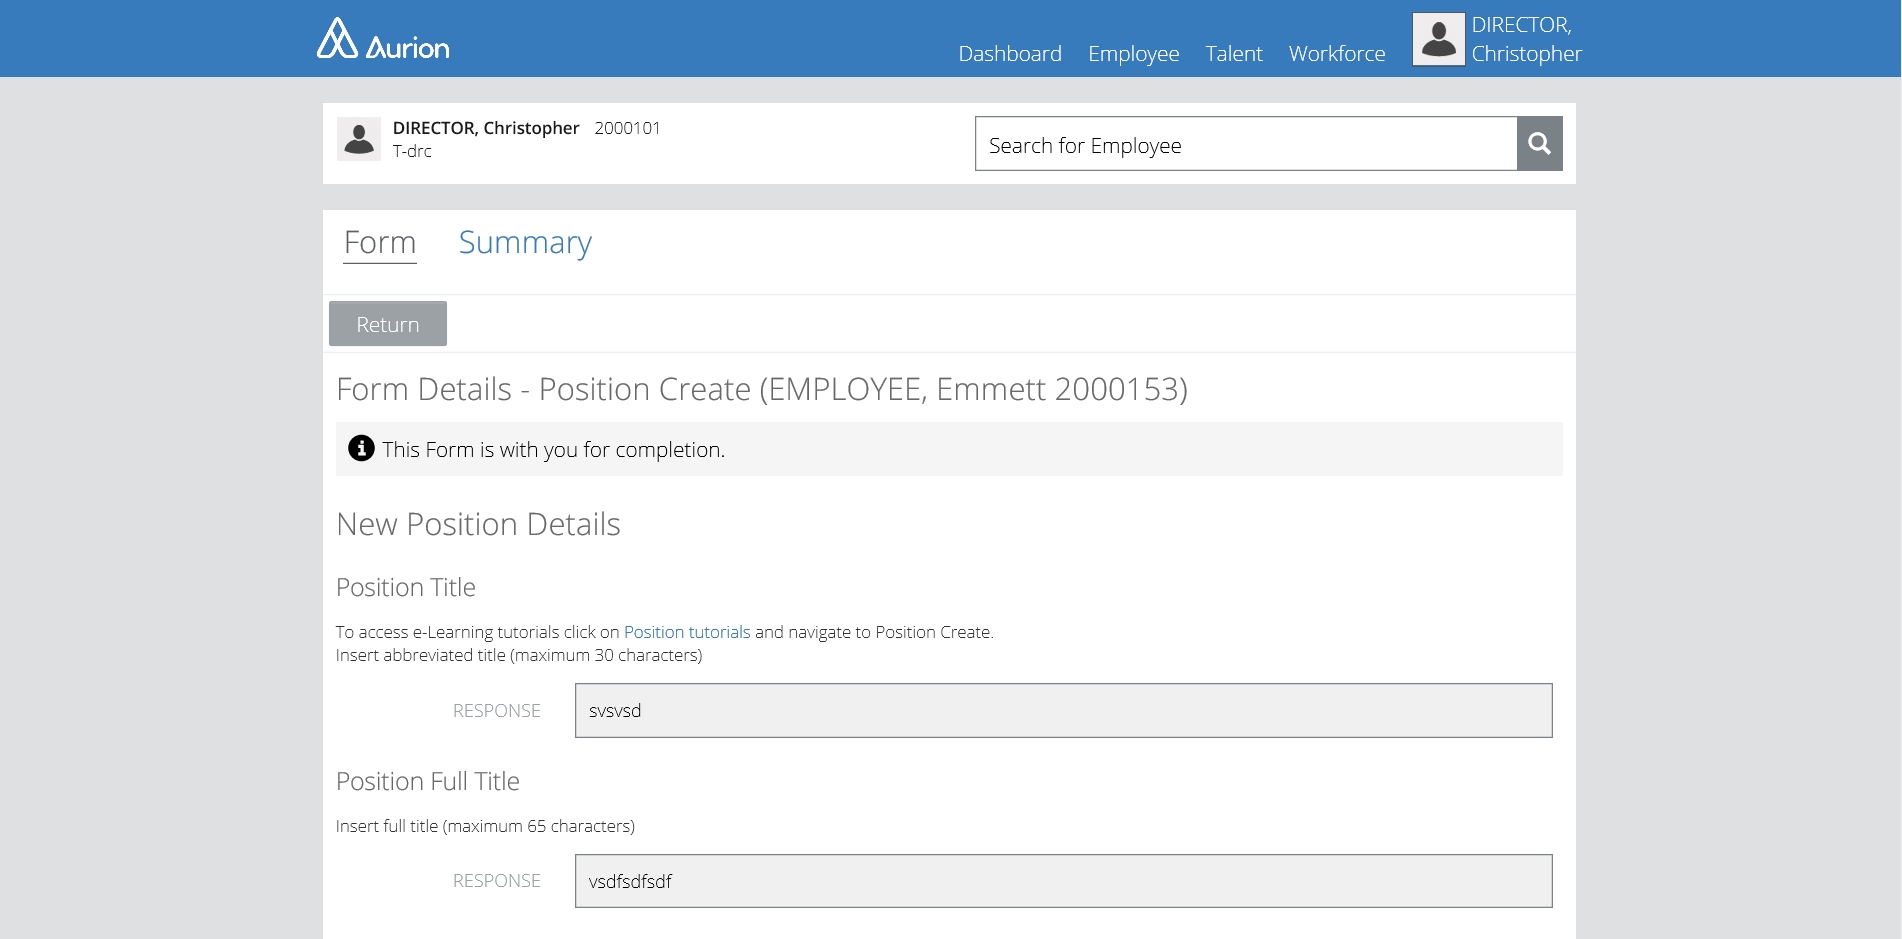 Aurion
Dashboard Employee Talent Workforce
DIRECTOR,
Christopher
DIRECTOR, Christopher 2000101
T-drc
Search for Employee
Form Summary
Return
Form Details - Position Create (EMPLOYEE, Emmett 2000153)
This Form is with you for completion.
New Position Details
Position Title
To access e-Learning tutorials click on Position tutorials and navigate to Position Create.
Insert abbreviated title (maximum 30 characters)
RESPONSE svsvsd
Position Full Title
Insert full title (maximum 65 characters)
RESPONSE vsdfsdfsdf